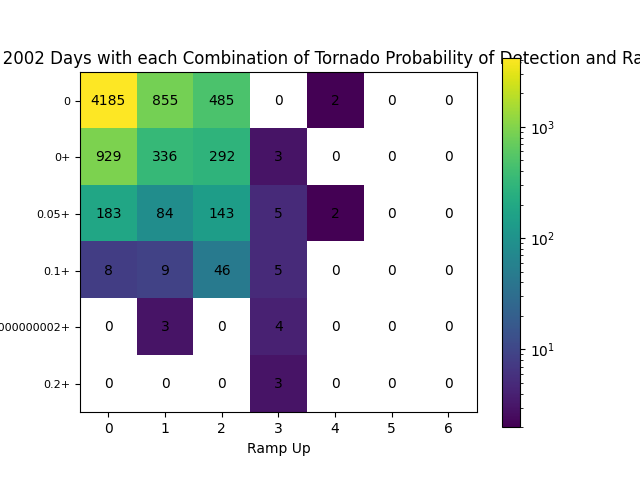 2002 Days with each Combination of Tornado Probability of Detection and Ra
0 4185 855 485 0 2 0 0
0+ 929 336 292 3 0 0 0
0.05+ 183 84 143 5 2 0 0
0.1+ 8 9 46 5 0 0 0
000000002+ 0 3 0 4 0 0 0
0.2+ 0 0 0 3 0 0 0
0 1 2 3 4 5 6
Ramp Up
10³
10²
10¹